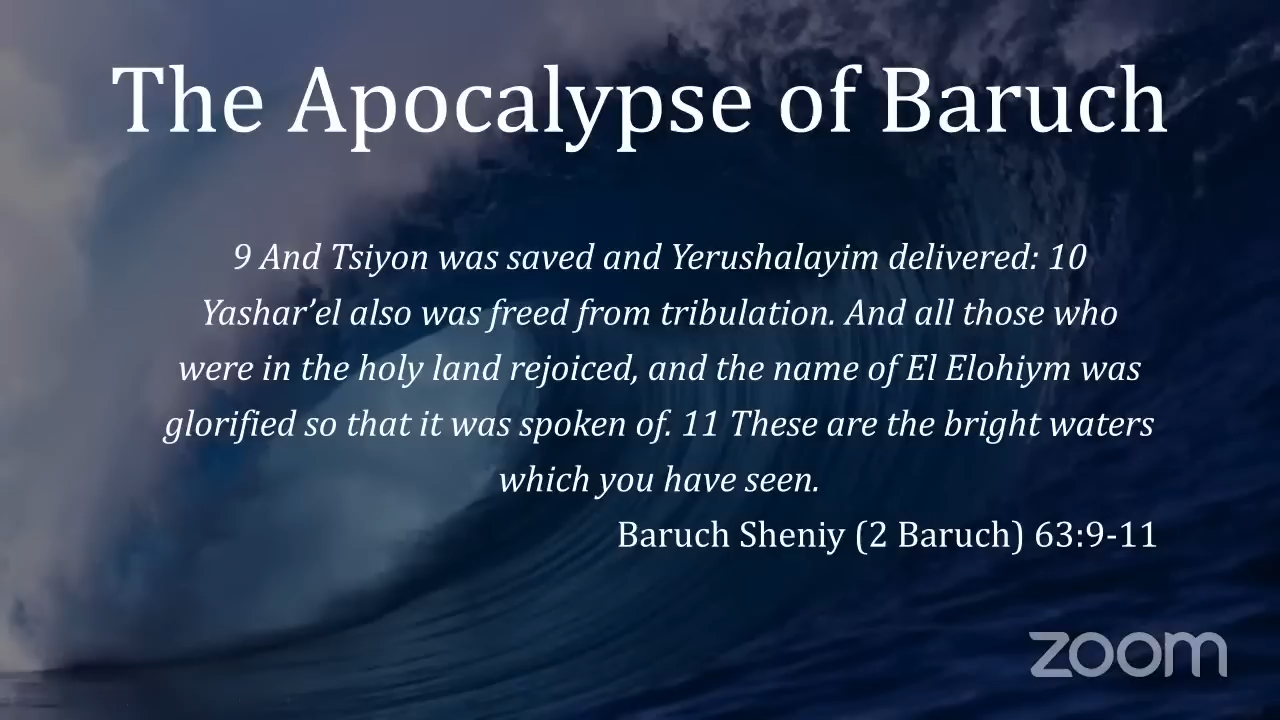 The Apocalypse of Baruch
9 And Tsiyon was saved and Yerushalayim delivered: 10
Yashar’el also was freed from tribulation. And all those who
were in the holy land rejoiced, and the name of El Elohiym was
glorified so that it was spoken of. 11 These are the bright waters
which you have seen.
Baruch Sheniy (2 Baruch) 63:9-11
zoom